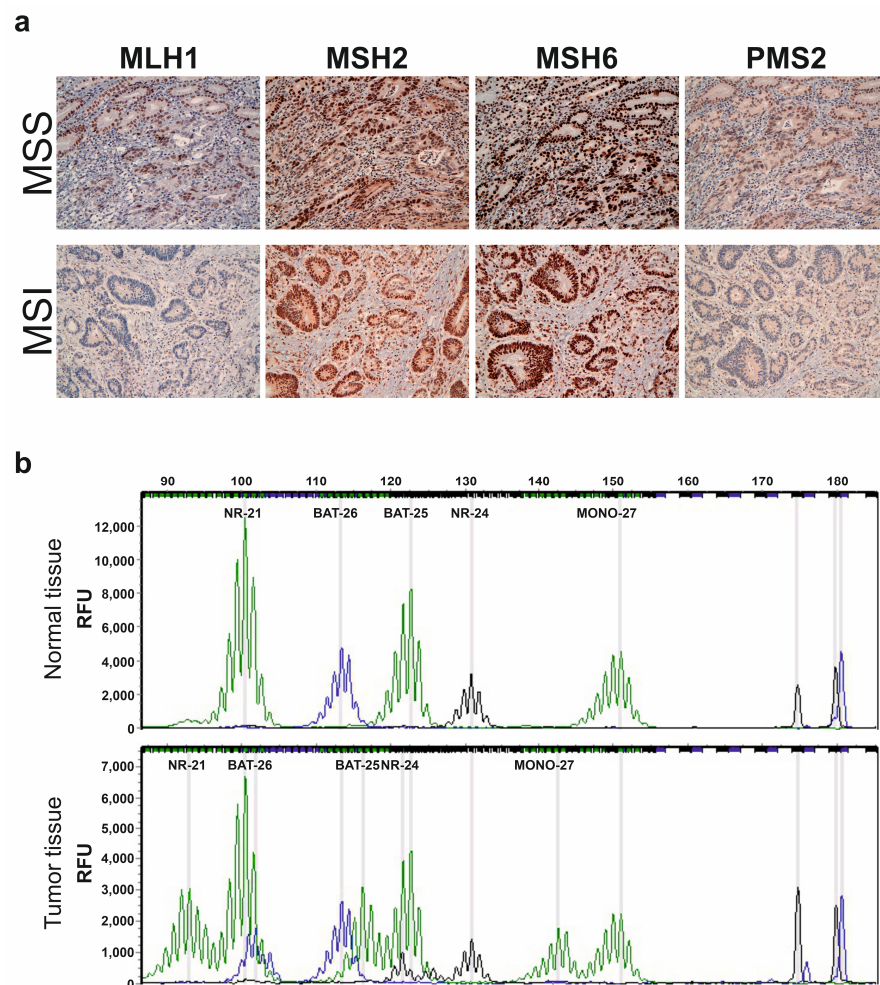 a
MLH1 MSH2 MSH6 PMS2
MSS
MSI
b
90 100 110 120 130 140 150 160 170 180
NR-21 BAT-26 BAT-25 NR-24 MONO-27
Normal tissue
RFU
12,000
10,000
8,000
6,000
4,000
2,000
0
NR-21 BAT-26 BAT-25 NR-24 MONO-27
Tumor tissue
RFU
7,000
6,000
5,000
4,000
3,000
2,000
1,000
0